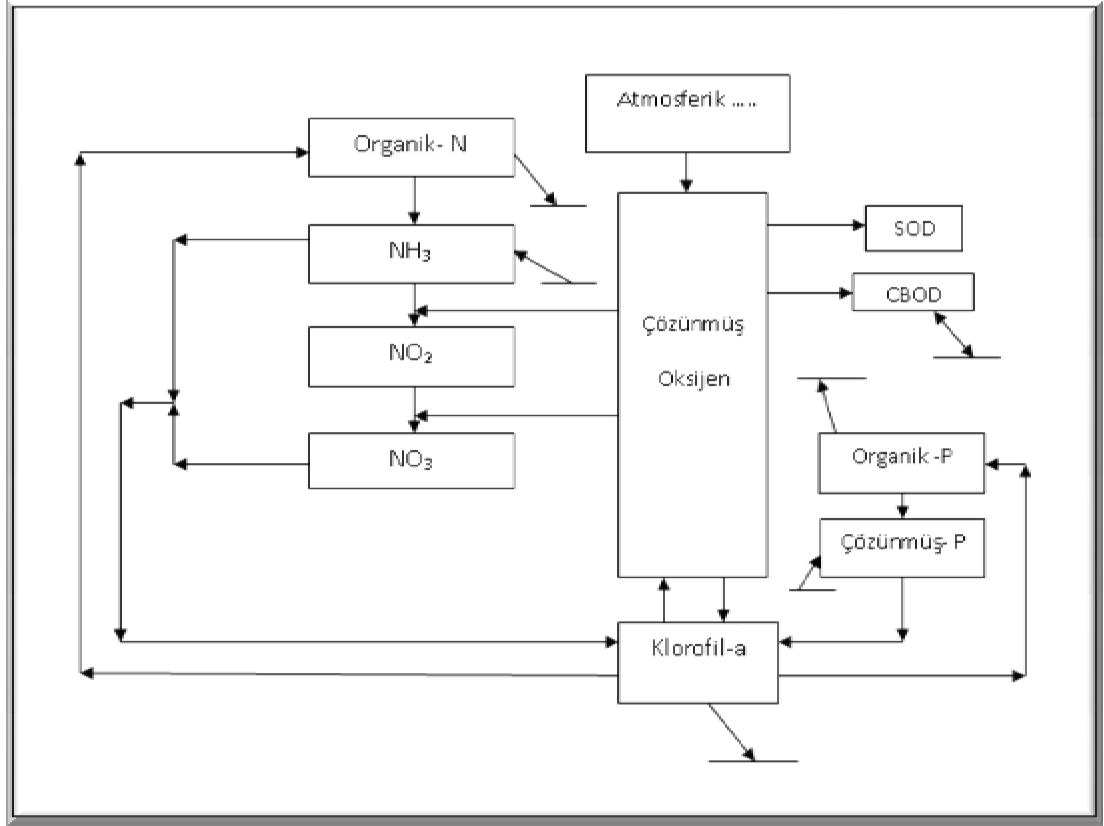 Atmosferik .....
Organik- N
NH₃
NO₂
NO₃
Çözünmüş
Oksijen
SOD
CBOD
Organik -P
Çözünmüş- P
Klorofil-a